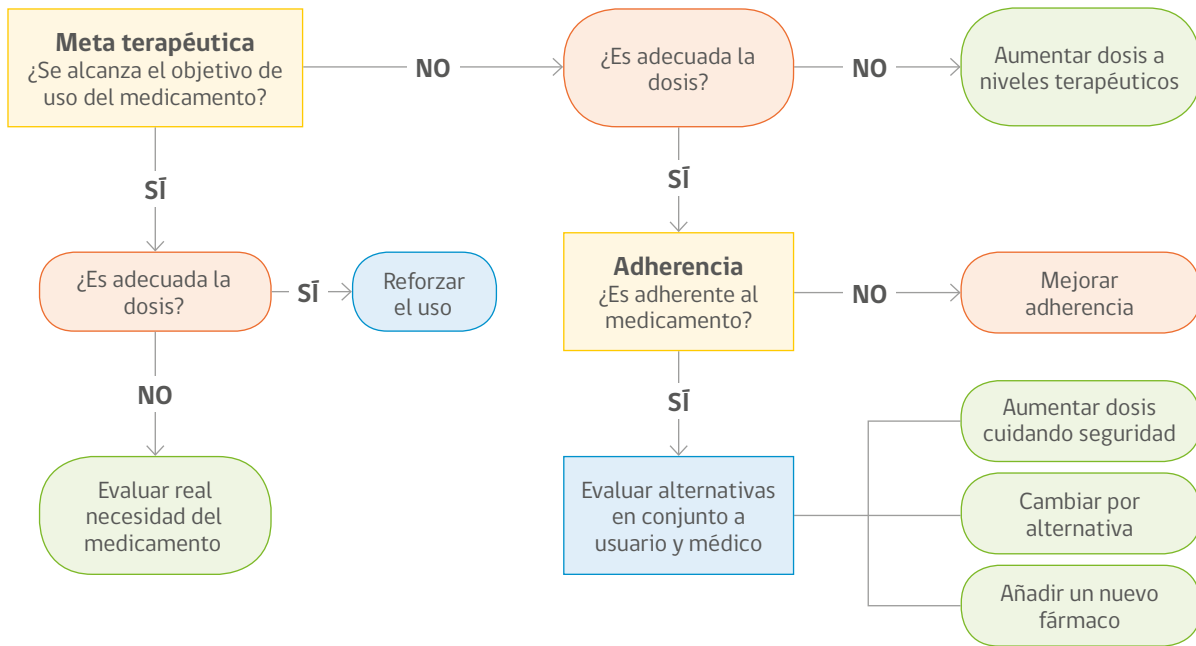 Meta terapéutica
¿Se alcanza el objetivo de
uso del medicamento?
NO
¿Es adecuada la
dosis?
NO
Aumentar dosis a
niveles terapéuticos
SÍ
SÍ
¿Es adecuada la
dosis?
SÍ
Reforzar
el uso
Adherencia
¿Es adherente al
medicamento?
NO
Mejorar
adherencia
NO
SÍ
Evaluar real
necesidad del
medicamento
Evaluar alternativas
en conjunto a
usuario y médico
Aumentar dosis
cuidando seguridad
Cambiar por
alternativa
Añadir un nuevo
fármaco